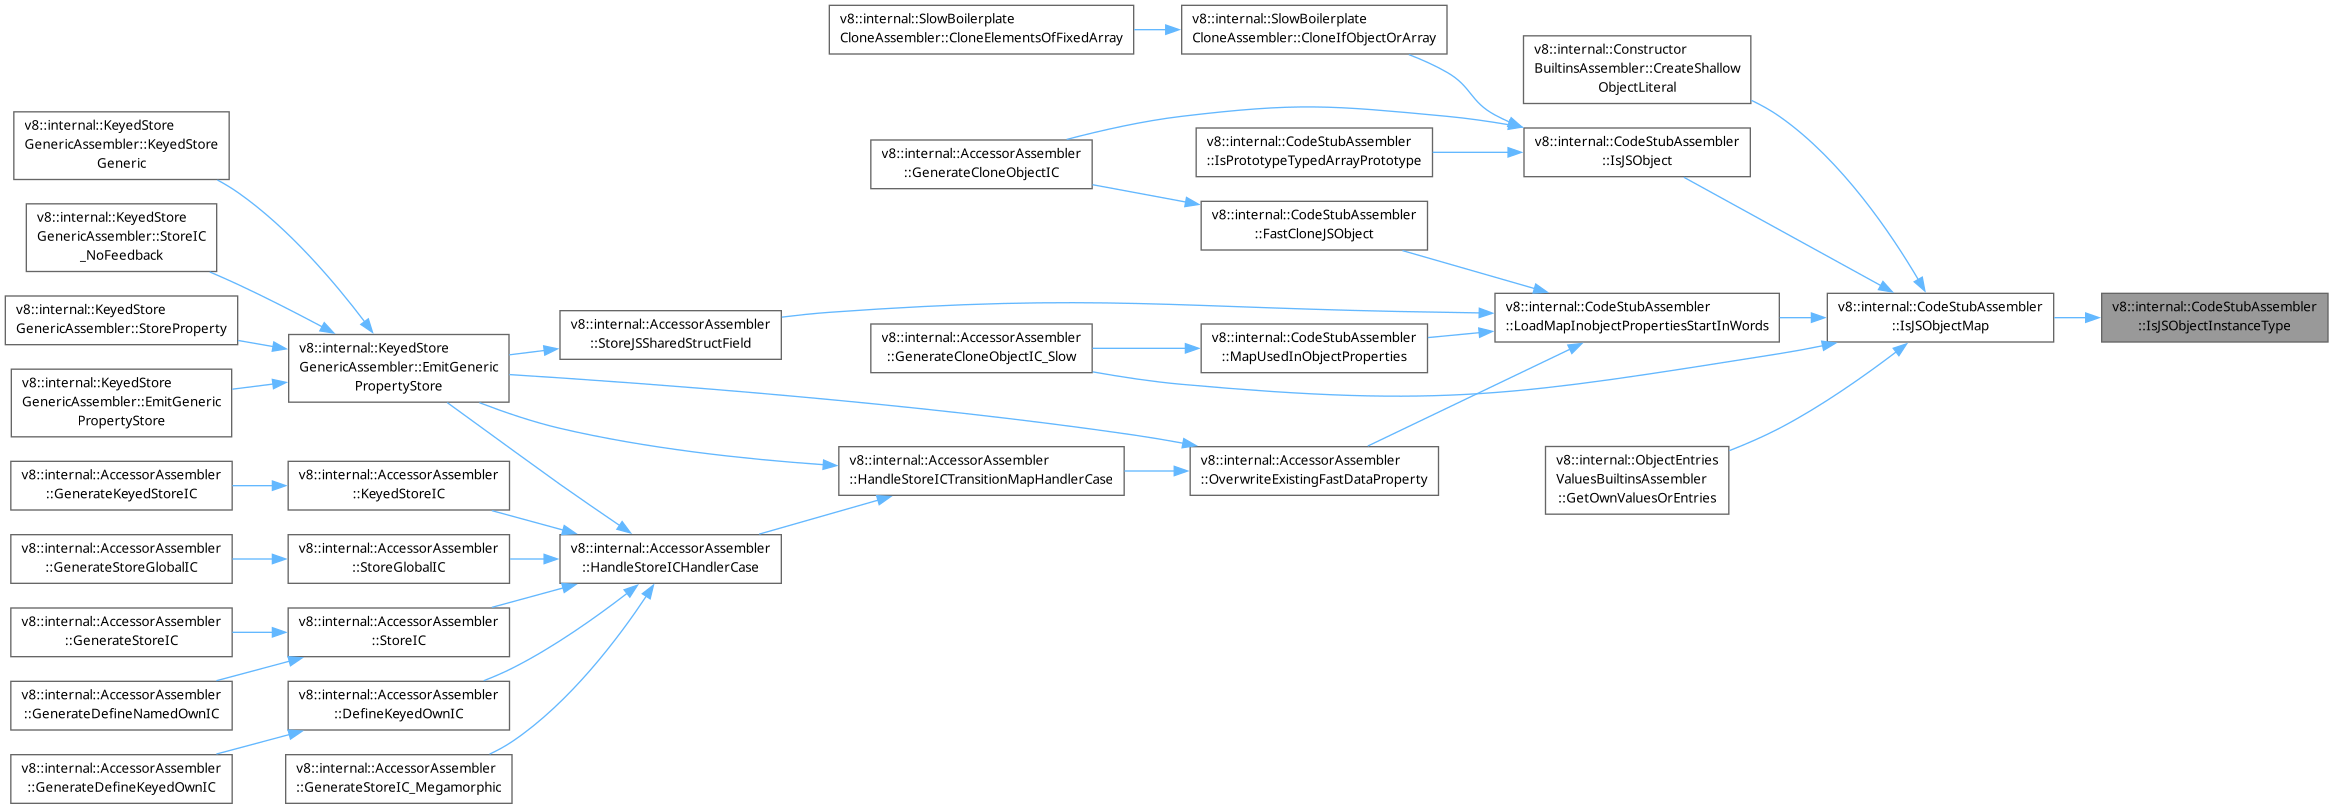 v8::internal::SlowBoilerplate
CloneAssembler::CloneElementsOfFixedArray
v8::internal::SlowBoilerplate
CloneAssembler::CloneIfObjectOrArray
v8::internal::Constructor
BuiltinsAssembler::CreateShallow
ObjectLiteral
v8::internal::KeyedStore
GenericAssembler::KeyedStore
Generic
v8::internal::AccessorAssembler
::GenerateCloneObjectIC
v8::internal::CodeStubAssembler
::IsPrototypeTypedArrayPrototype
v8::internal::CodeStubAssembler
::IsJSObject
v8::internal::KeyedStore
GenericAssembler::StoreIC
_NoFeedback
v8::internal::CodeStubAssembler
::FastCloneJSObject
v8::internal::KeyedStore
GenericAssembler::StoreProperty
v8::internal::KeyedStore
GenericAssembler::EmitGeneric
PropertyStore
v8::internal::AccessorAssembler
::StoreJSSharedStructField
v8::internal::AccessorAssembler
::GenerateCloneObjectIC_Slow
v8::internal::CodeStubAssembler
::MapUsedInObjectProperties
v8::internal::CodeStubAssembler
::LoadMapInobjectPropertiesStartInWords
v8::internal::CodeStubAssembler
::IsJSObjectMap
v8::internal::CodeStubAssembler
::IsJSObjectInstanceType
v8::internal::KeyedStore
GenericAssembler::EmitGeneric
PropertyStore
v8::internal::AccessorAssembler
::GenerateKeyedStoreIC
v8::internal::AccessorAssembler
::KeyedStoreIC
v8::internal::AccessorAssembler
::HandleStoreICTransitionMapHandlerCase
v8::internal::AccessorAssembler
::OverwriteExistingFastDataProperty
v8::internal::ObjectEntries
ValuesBuiltinsAssembler
::GetOwnValuesOrEntries
v8::internal::AccessorAssembler
::GenerateStoreGlobalIC
v8::internal::AccessorAssembler
::StoreGlobalIC
v8::internal::AccessorAssembler
::HandleStoreICHandlerCase
v8::internal::AccessorAssembler
::GenerateStoreIC
v8::internal::AccessorAssembler
::StoreIC
v8::internal::AccessorAssembler
::GenerateDefineNamedOwnIC
v8::internal::AccessorAssembler
::DefineKeyedOwnIC
v8::internal::AccessorAssembler
::GenerateDefineKeyedOwnIC
v8::internal::AccessorAssembler
::GenerateStoreIC_Megamorphic